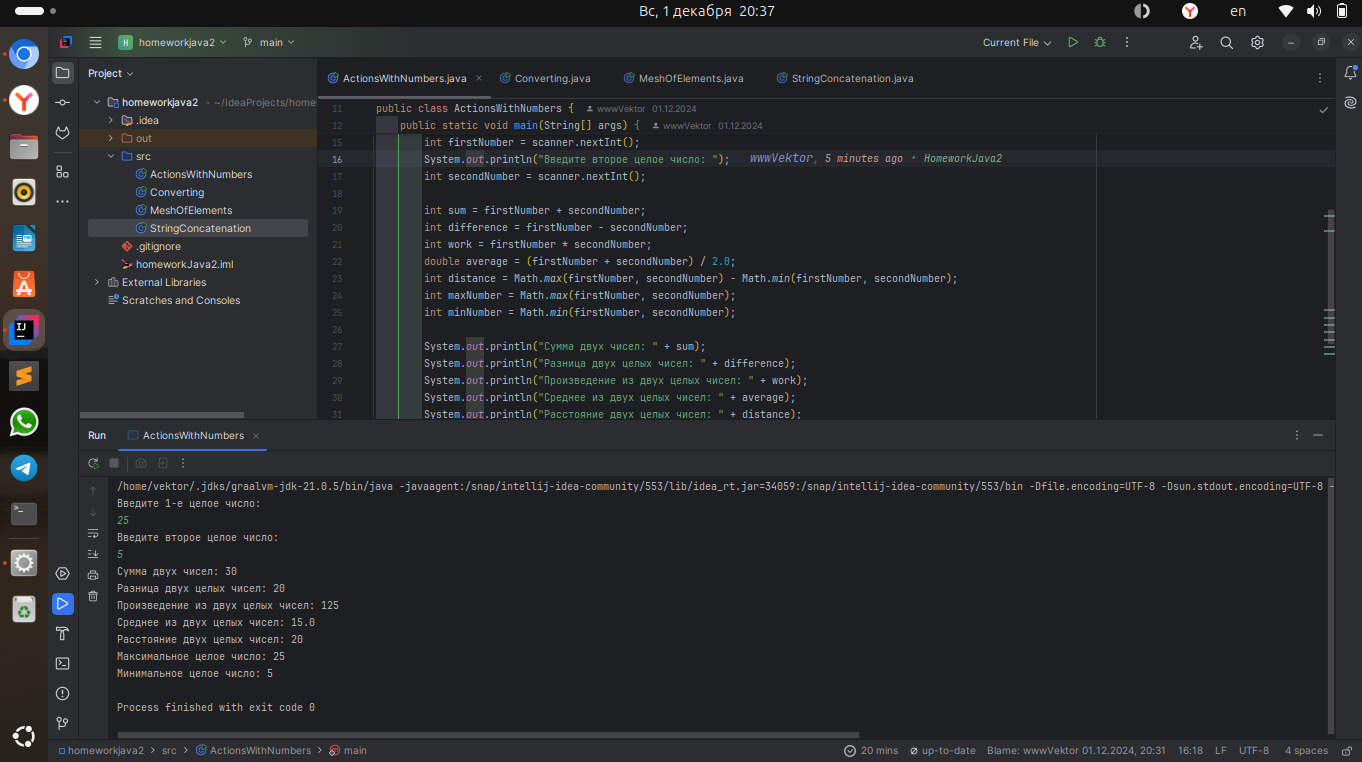 Вс, 1 декабря 20:37
en
homeworkjava2
main
Current File
Project
ActionsWithNumbers.java
Converting.java
MeshOfElements.java
StringConcatenation.java
homeworkjava2 - ~/IdeaProjects/home
.idea
out
src
ActionsWithNumbers
Converting
MeshOfElements
StringConcatenation
.gitignore
homeworkJava2.iml
External Libraries
Scratches and Consoles
11 public class ActionsWithNumbers { wwwVektor 01.12.2024
12 public static void main(String[] args) { wwwVektor 01.12.2024
15 int firstNumber = scanner.nextInt();
16 System.out.println("Введите второе целое число: "); wwwVektor, 5 minutes ago • HomeworkJava2
17 int secondNumber = scanner.nextInt();
18
19 int sum = firstNumber + secondNumber;
20 int difference = firstNumber - secondNumber;
21 int work = firstNumber * secondNumber;
22 double average = (firstNumber + secondNumber) / 2.0;
23 int distance = Math.max(firstNumber, secondNumber) - Math.min(firstNumber, secondNumber);
24 int maxNumber = Math.max(firstNumber, secondNumber);
25 int minNumber = Math.min(firstNumber, secondNumber);
26
27 System.out.println("Сумма двух чисел: " + sum);
28 System.out.println("Разница двух целых чисел: " + difference);
29 System.out.println("Произведение из двух целых чисел: " + work);
30 System.out.println("Среднее из двух целых чисел: " + average);
31 System.out.println("Расстояние двух целых чисел: " + distance);
Run
ActionsWithNumbers
/home/vektor/.jdks/graalvm-jdk-21.0.5/bin/java -javaagent:/snap/intellij-idea-community/553/lib/idea_rt.jar=34059:/snap/intellij-idea-community/553/bin -Dfile.encoding=UTF-8 -Dsun.stdout.encoding=UTF-8 -
Введите 1-е целое число:
25
Введите второе целое число:
5
Сумма двух чисел: 30
Разница двух целых чисел: 20
Произведение из двух целых чисел: 125
Среднее из двух целых чисел: 15.0
Расстояние двух целых чисел: 20
Максимальное целое число: 25
Минимальное целое число: 5
Process finished with exit code 0
homeworkjava2 > src > ActionsWithNumbers > main
20 mins
up-to-date
Blame: wwwVektor 01.12.2024, 20:31
16:18
LF
UTF-8
4 spaces